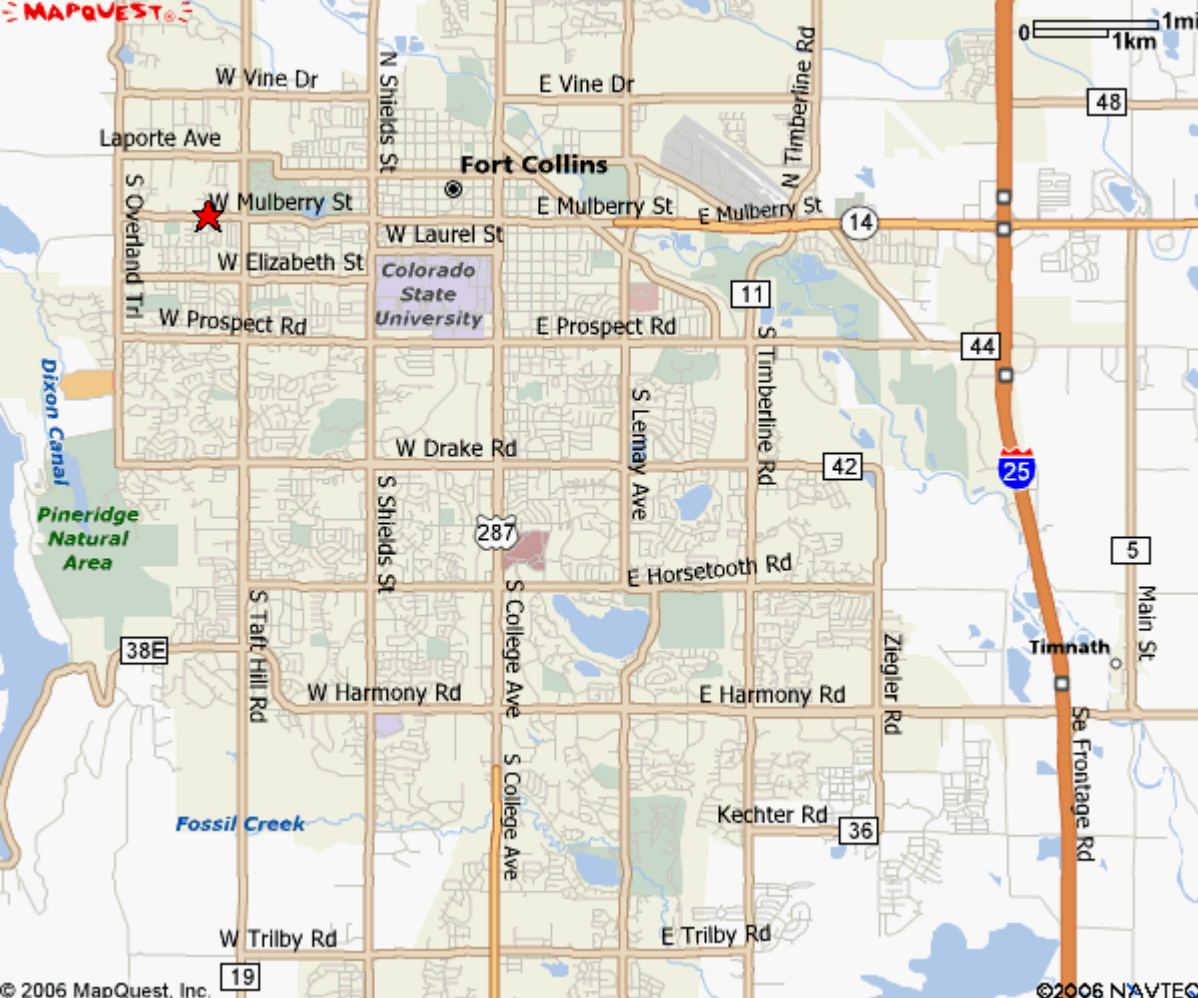 MAPQUEST
0
1mi
1km
W Vine Dr
N Shields St
E Vine Dr
N Timberline Rd
48
Laporte Ave
Fort Collins
S Overland Trl
W Mulberry St
E Mulberry St
E Mulberry St
14
W Laurel St
W Elizabeth St
Colorado
State
University
11
W Prospect Rd
E Prospect Rd
44
S Timberline Rd
Dixon Canal
S Lemay Ave
W Drake Rd
42
25
S Shields St
Pineridge
Natural
Area
287
5
E Horsetooth Rd
S College Ave
S Taft Hill Rd
Main St
Ziegler Rd
Timnath
38E
W Harmony Rd
E Harmony Rd
Se Frontage Rd
S College Ave
Kechter Rd
36
Fossil Creek
W Trilby Rd
E Trilby Rd
19
© 2006 MapQuest, Inc.
©2006 NAVTEQ